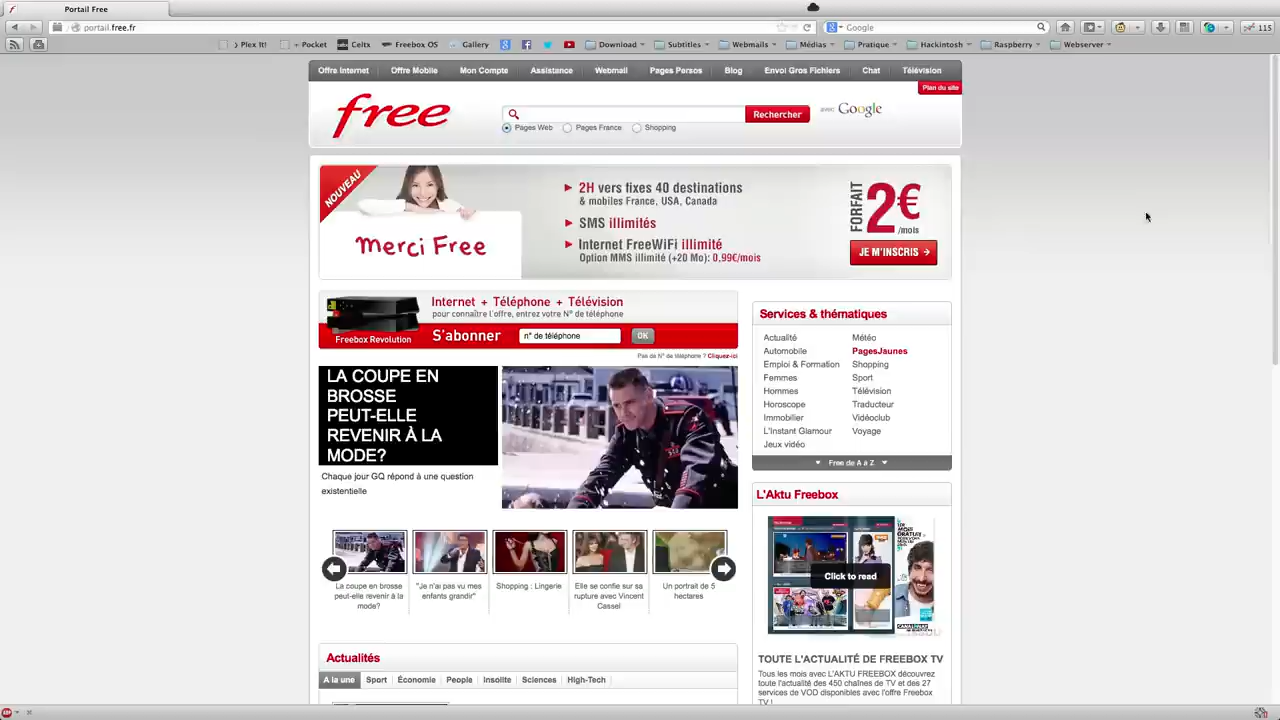 Portail Free
portail.free.fr
Google
115
Plex It!
+ Pocket
Celtx
Freebox OS
Gallery
Download
Subtitles
Webmails
Médias
Pratique
Hackintosh
Raspberry
Webserver
Offre Internet
Offre Mobile
Mon Compte
Assistance
Webmail
Pages Persos
Blog
Envoi Gros Fichiers
Chat
Télévision
Plan du site
free
Rechercher
avec Google
Pages Web
Pages France
Shopping
NOUVEAU
Merci Free
2H vers fixes 40 destinations
& mobiles France, USA, Canada
SMS illimités
Internet FreeWiFi illimité
Option MMS illimité (+20 Mo): 0,99€/mois
FORFAIT
2€
/mois
JE M'INSCRIS
Internet + Téléphone + Télévision
pour connaître l'offre, entrez votre N° de téléphone
Freebox Revolution
S'abonner
n° de téléphone
OK
Pas de N° de téléphone ? Cliquez-ici
LA COUPE EN
BROSSE
PEUT-ELLE
REVENIR À LA
MODE?
Chaque jour GQ répond à une question
existentielle
La coupe en brosse
peut-elle revenir à la
mode?
"Je n'ai pas vu mes
enfants grandir"
Shopping : Lingerie
Elle se confie sur sa
rupture avec Vincent
Cassel
Un portrait de 5
hectares
Actualités
A la une
Sport
Économie
People
Insolite
Sciences
High-Tech
Services & thématiques
Actualité
Météo
Automobile
PagesJaunes
Emploi & Formation
Shopping
Femmes
Sport
Hommes
Télévision
Horoscope
Traducteur
Immobilier
Vidéoclub
L'Instant Glamour
Voyage
Jeux vidéo
Free de A à Z
L'Aktu Freebox
Click to read
TOUTE L'ACTUALITÉ DE FREEBOX TV
Tous les mois avec L'AKTU FREEBOX découvrez
toute l'actualité des 450 chaînes de TV et des 27
services de VOD disponibles avec l'offre Freebox
TV !